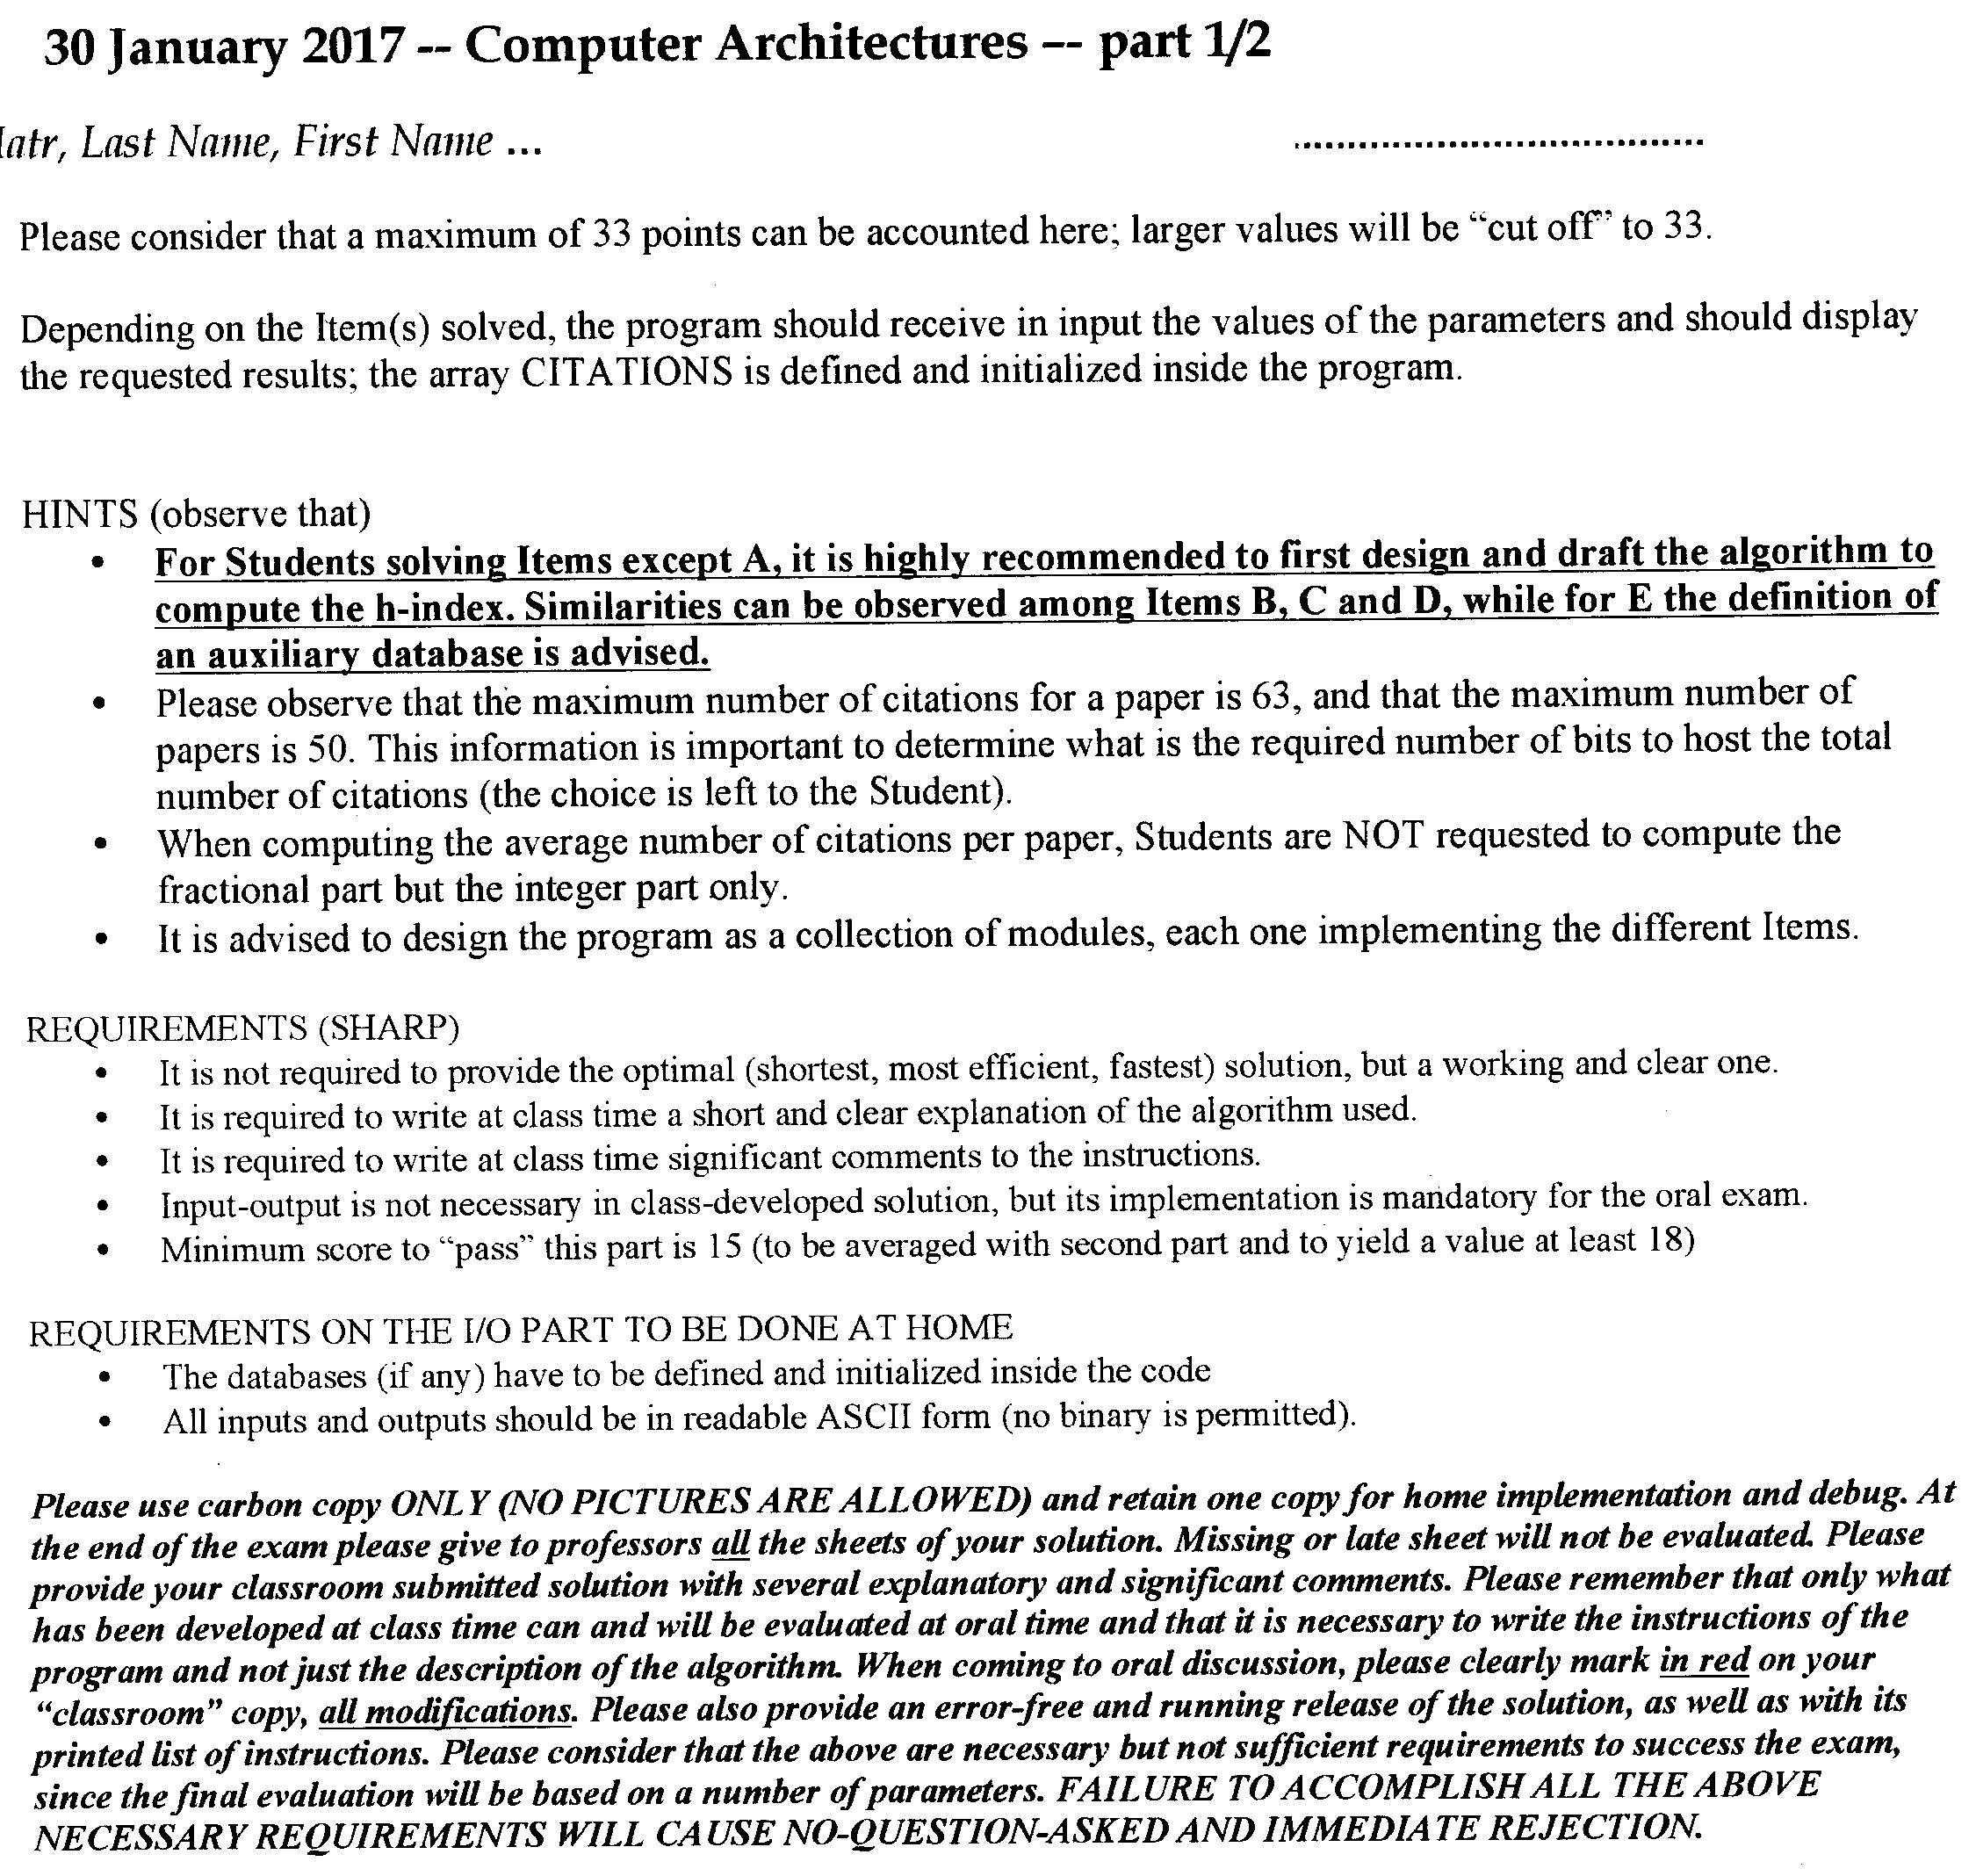 30 January 2017 -- Computer Architectures -- part 1/2
atr, Last Name, First Name ... ......................................
Please consider that a maximum of 33 points can be accounted here; larger values will be “cut off” to 33.
Depending on the Item(s) solved, the program should receive in input the values of the parameters and should display
the requested results; the array CITATIONS is defined and initialized inside the program.
HINTS (observe that)
• For Students solving Items except A, it is highly recommended to first design and draft the algorithm to
compute the h-index. Similarities can be observed among Items B, C and D, while for E the definition of
an auxiliary database is advised.
• Please observe that the maximum number of citations for a paper is 63, and that the maximum number of
papers is 50. This information is important to determine what is the required number of bits to host the total
number of citations (the choice is left to the Student).
• When computing the average number of citations per paper, Students are NOT requested to compute the
fractional part but the integer part only.
• It is advised to design the program as a collection of modules, each one implementing the different Items.
REQUIREMENTS (SHARP)
• It is not required to provide the optimal (shortest, most efficient, fastest) solution, but a working and clear one.
• It is required to write at class time a short and clear explanation of the algorithm used.
• It is required to write at class time significant comments to the instructions.
• Input-output is not necessary in class-developed solution, but its implementation is mandatory for the oral exam.
• Minimum score to “pass” this part is 15 (to be averaged with second part and to yield a value at least 18)
REQUIREMENTS ON THE I/O PART TO BE DONE AT HOME
• The databases (if any) have to be defined and initialized inside the code
• All inputs and outputs should be in readable ASCII form (no binary is permitted).
Please use carbon copy ONLY (NO PICTURES ARE ALLOWED) and retain one copy for home implementation and debug. At
the end of the exam please give to professors all the sheets of your solution. Missing or late sheet will not be evaluated. Please
provide your classroom submitted solution with several explanatory and significant comments. Please remember that only what
has been developed at class time can and will be evaluated at oral time and that it is necessary to write the instructions of the
program and not just the description of the algorithm. When coming to oral discussion, please clearly mark in red on your
“classroom” copy, all modifications. Please also provide an error-free and running release of the solution, as well as with its
printed list of instructions. Please consider that the above are necessary but not sufficient requirements to success the exam,
since the final evaluation will be based on a number of parameters. FAILURE TO ACCOMPLISH ALL THE ABOVE
NECESSARY REQUIREMENTS WILL CAUSE NO-QUESTION-ASKED AND IMMEDIATE REJECTION.